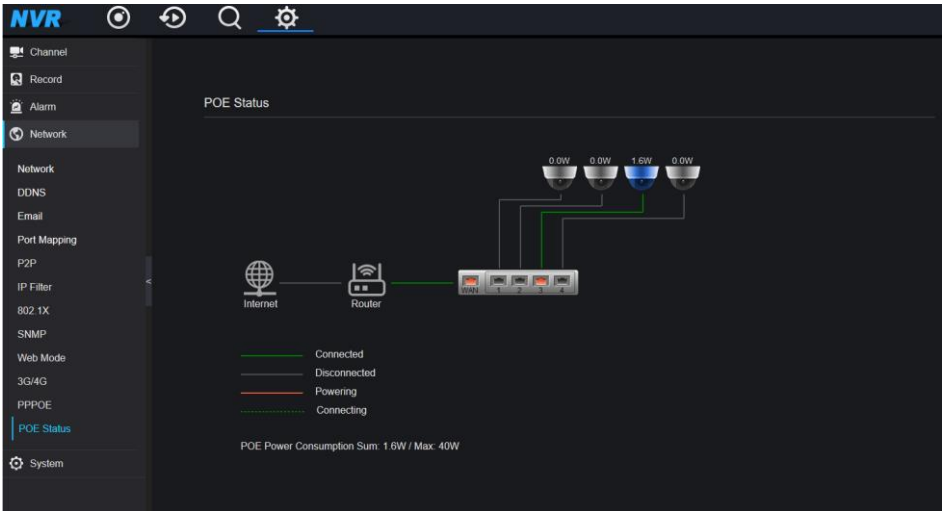 NVR
Channel
Record
Alarm
Network
Network
DDNS
Email
Port Mapping
P2P
IP Filter
802.1X
SNMP
Web Mode
3G/4G
PPPOE
POE Status
System
<
POE Status
0.0W 0.0W 1.6W 0.0W
WAN 1 2 3 4
Internet Router
Connected
Disconnected
Powering
Connecting
POE Power Consumption Sum: 1.6W / Max: 40W